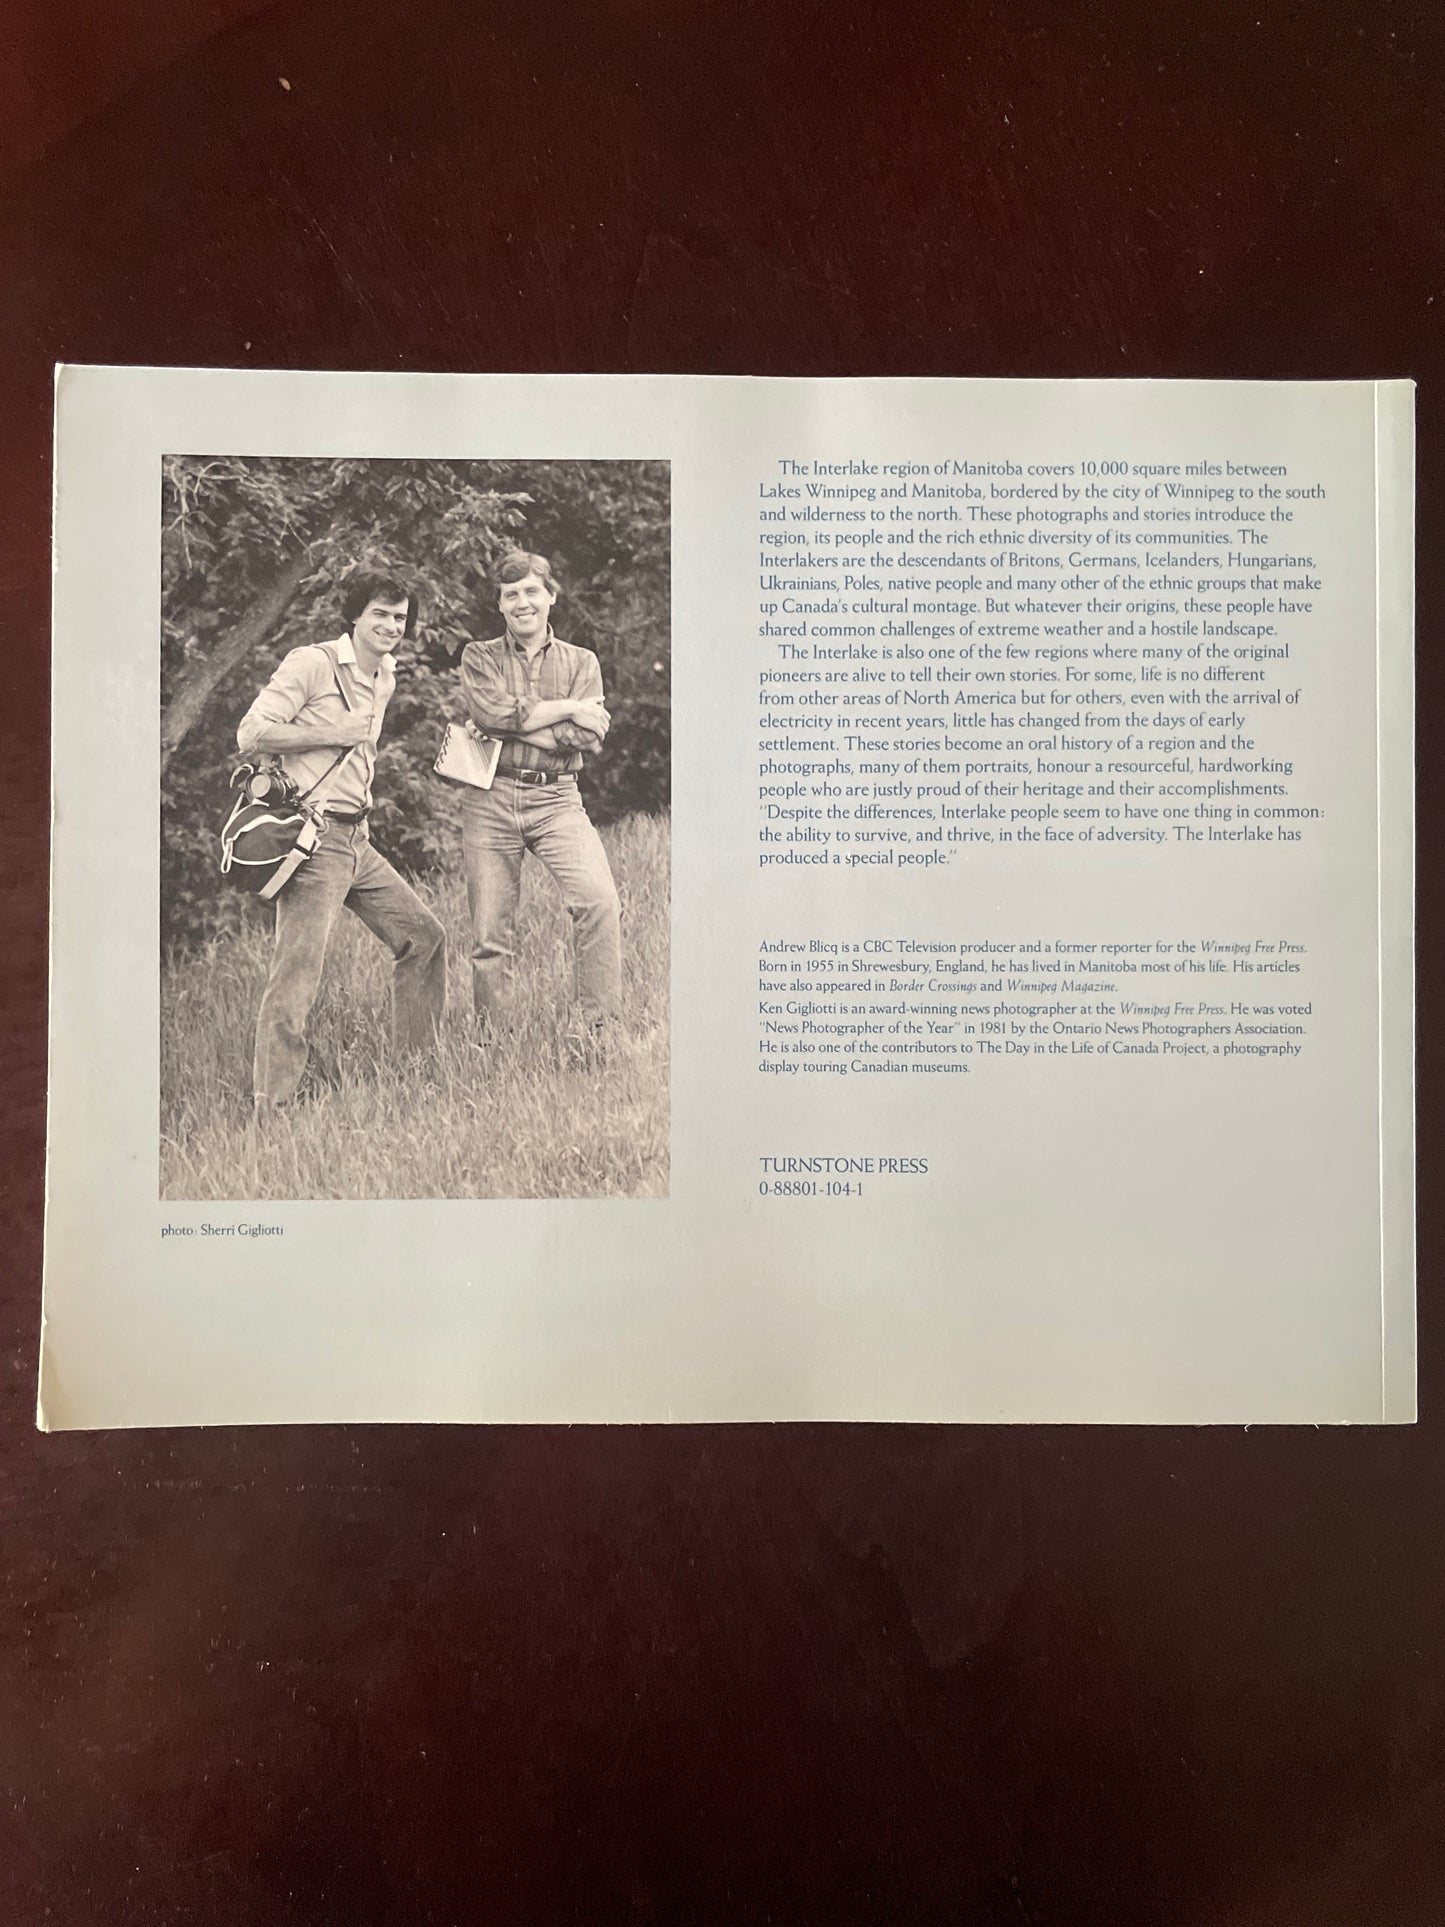 The Interlake region of Manitoba covers 10,000 square miles between
Lakes Winnipeg and Manitoba, bordered by the city of Winnipeg to the south
and wilderness to the north. These photographs and stories introduce the
region, its people and the rich ethnic diversity of its communities. The
Interlakers are the descendants of Britons, Germans, Icelanders, Hungarians,
Ukrainians, Poles, native people and many other of the ethnic groups that make
up Canada's cultural montage. But whatever their origins, these people have
shared common challenges of extreme weather and a hostile landscape.
The Interlake is also one of the few regions where many of the original
pioneers are alive to tell their own stories. For some, life is no different
from other areas of North America but for others, even with the arrival of
electricity in recent years, little has changed from the days of early
settlement. These stories become an oral history of a region and the
photographs, many of them portraits, honour a resourceful, hardworking
people who are justly proud of their heritage and their accomplishments.
"Despite the differences, Interlake people seem to have one thing in common:
the ability to survive, and thrive, in the face of adversity. The Interlake has
produced a special people."
Andrew Blicq is a CBC Television producer and a former reporter for the Winnipeg Free Press.
Born in 1955 in Shrewesbury, England, he has lived in Manitoba most of his life. His articles
have also appeared in Border Crossings and Winnipeg Magazine.
Ken Gigliotti is an award-winning news photographer at the Winnipeg Free Press. He was voted
"News Photographer of the Year" in 1981 by the Ontario News Photographers Association.
He is also one of the contributors to The Day in the Life of Canada Project, a photography
display touring Canadian museums.
TURNSTONE PRESS
0-88801-104-1
photo: Sherri Gigliotti